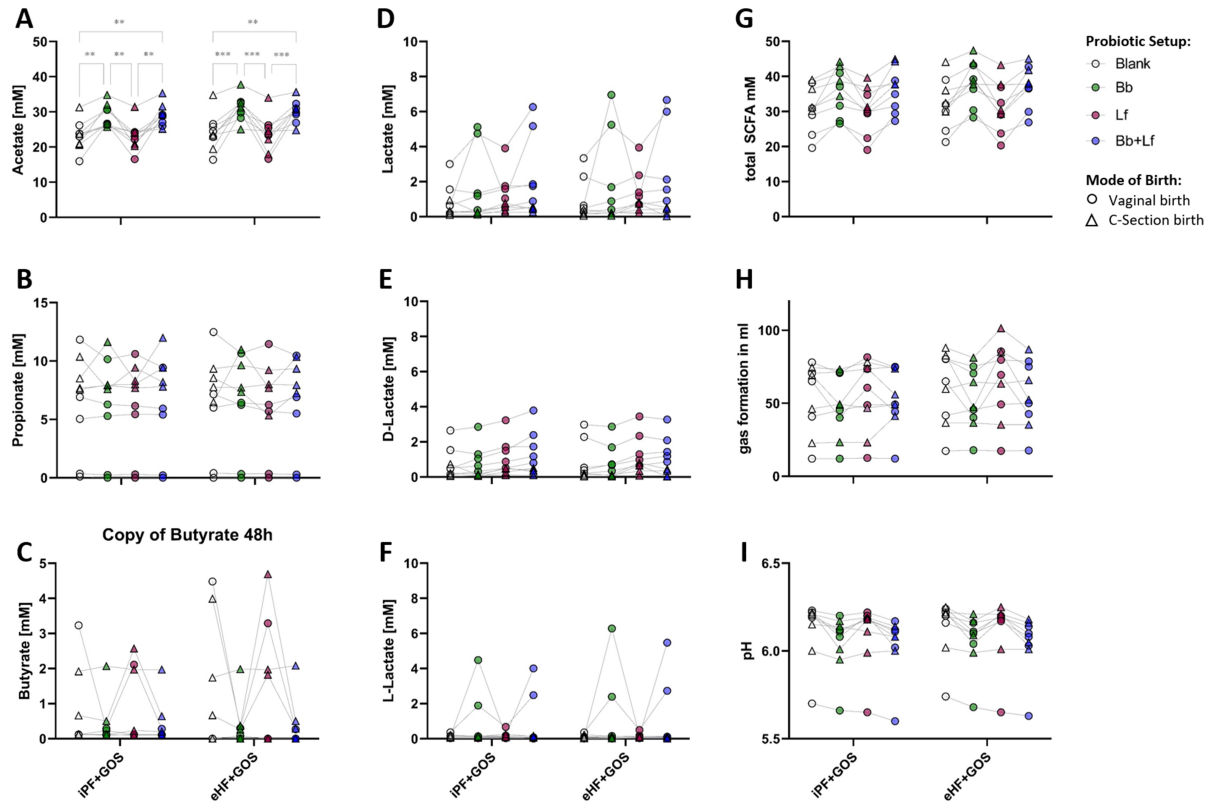 A
**
**
** ** **
*** *** ***
Acetate [mM]
50
40
30
20
10
0
D
Lactate [mM]
10
8
6
4
2
0
G
total SCFA mM
50
40
30
20
10
0
Probiotic Setup:
Blank
Bb
Lf
Bb+Lf
Mode of Birth:
Vaginal birth
C-Section birth
B
Propionate [mM]
15
10
5
0
E
D-Lactate [mM]
10
8
6
4
2
0
H
gas formation in ml
100
50
0
Copy of Butyrate 48h
C
Butyrate [mM]
5
4
3
2
1
0
iPF+GOS
eHF+GOS
F
L-Lactate [mM]
10
8
6
4
2
0
iPF+GOS
eHF+GOS
I
pH
6.5
6.0
5.5
iPF+GOS
eHF+GOS